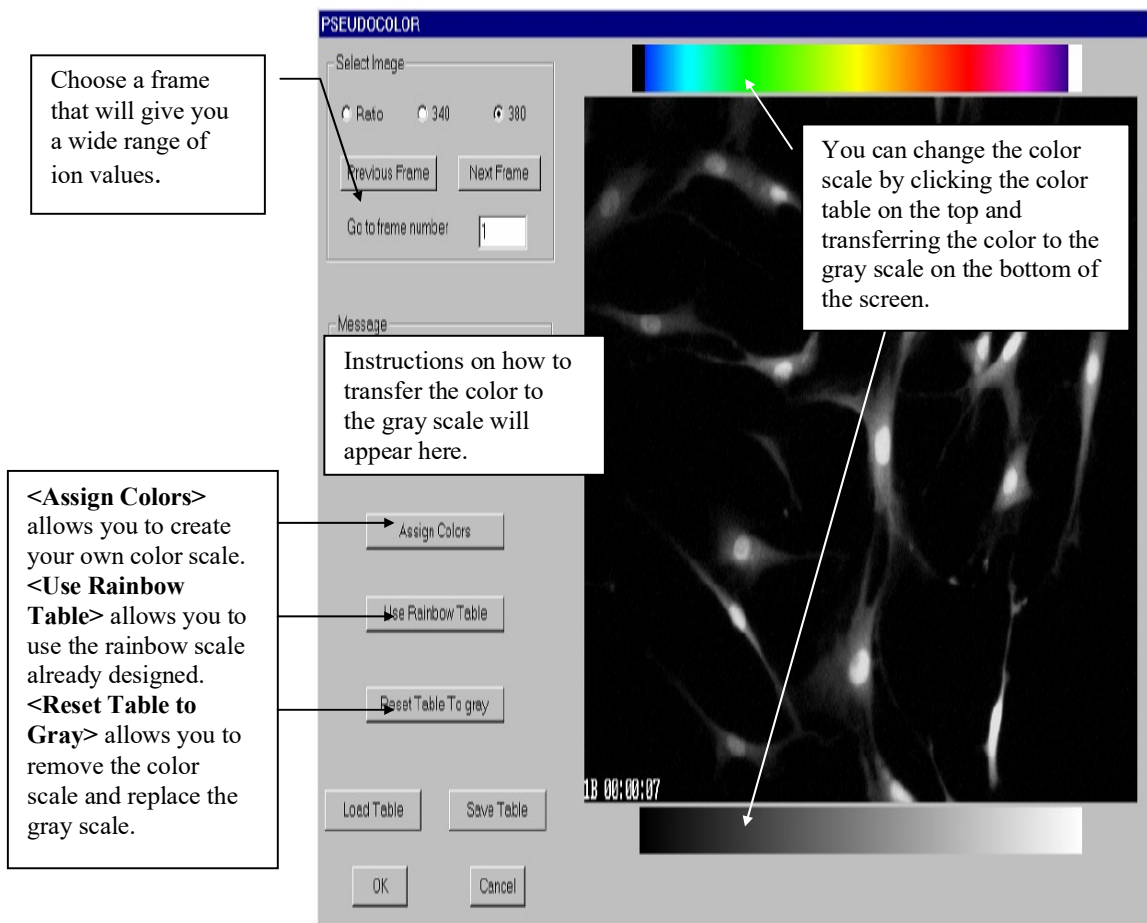 PSEUDOCOLOR
Choose a frame
that will give you
a wide range of
ion values.
Select Image
Ratio 340 380
Previous Frame Next Frame
Go to frame number 1
You can change the color
scale by clicking the color
table on the top and
transferring the color to the
gray scale on the bottom of
the screen.
Message
Instructions on how to
transfer the color to
the gray scale will
appear here.
<Assign Colors>
allows you to create
your own color scale.
<Use Rainbow
Table> allows you to
use the rainbow scale
already designed.
<Reset Table to
Gray> allows you to
remove the color
scale and replace the
gray scale.
Assign Colors
Use Rainbow Table
Reset Table To gray
1B 00:00:07
Load Table Save Table
OK Cancel